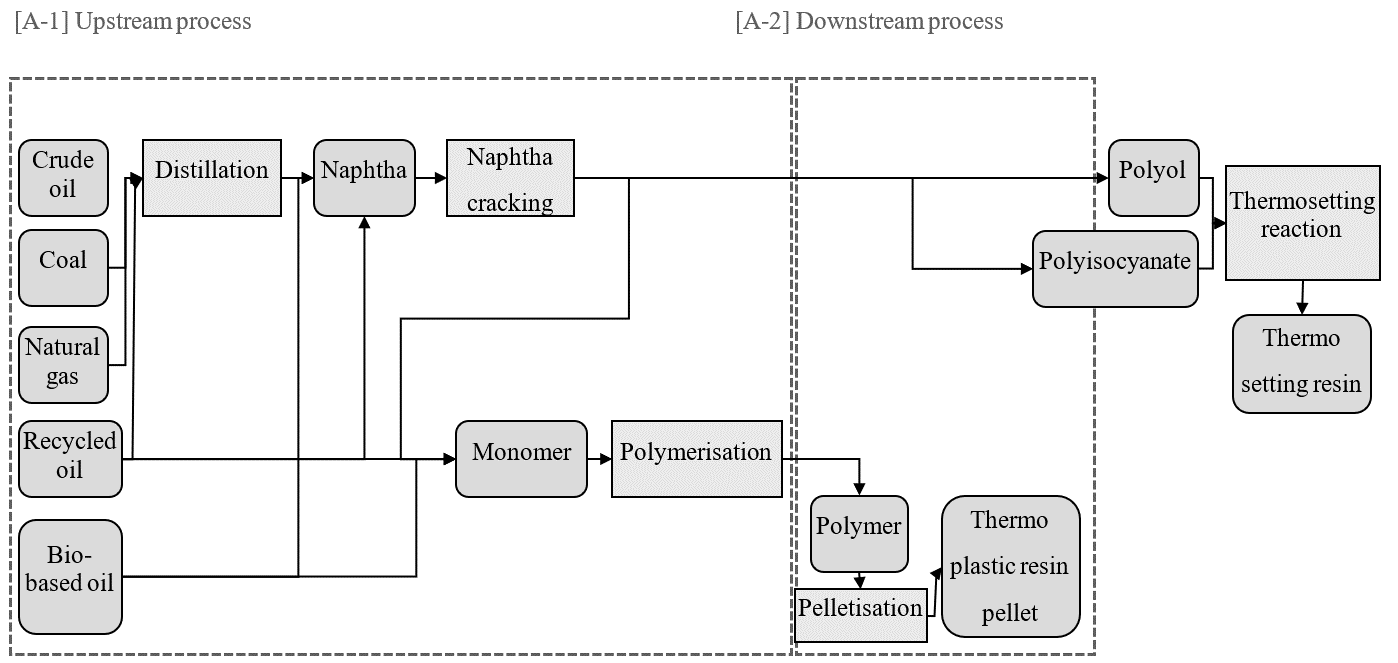 [A-1] Upstream process
[A-2] Downstream process
Crude
oil
Distillation
Naphtha
Naphtha
cracking
Polyol
Thermosetting
reaction
Coal
Polyisocyanate
Natural
gas
Thermo
setting resin
Recycled
oil
Monomer
Polymerisation
Bio-
based oil
Polymer
Thermo
plastic resin
pellet
Pelletisation